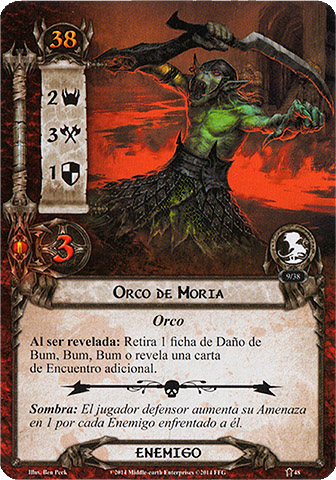 38
2
3
1
3
9/38
Orco de Moria
Orco
Al ser revelada: Retira 1 ficha de Daño de
Bum, Bum, Bum o revela una carta
de Encuentro adicional.
Sombra: El jugador defensor aumenta su Amenaza
en 1 por cada Enemigo enfrentado a él.
ENEMIGO
Illus. Ben Peck
©2014 Middle-earth Enterprises ©2014 FFG
48